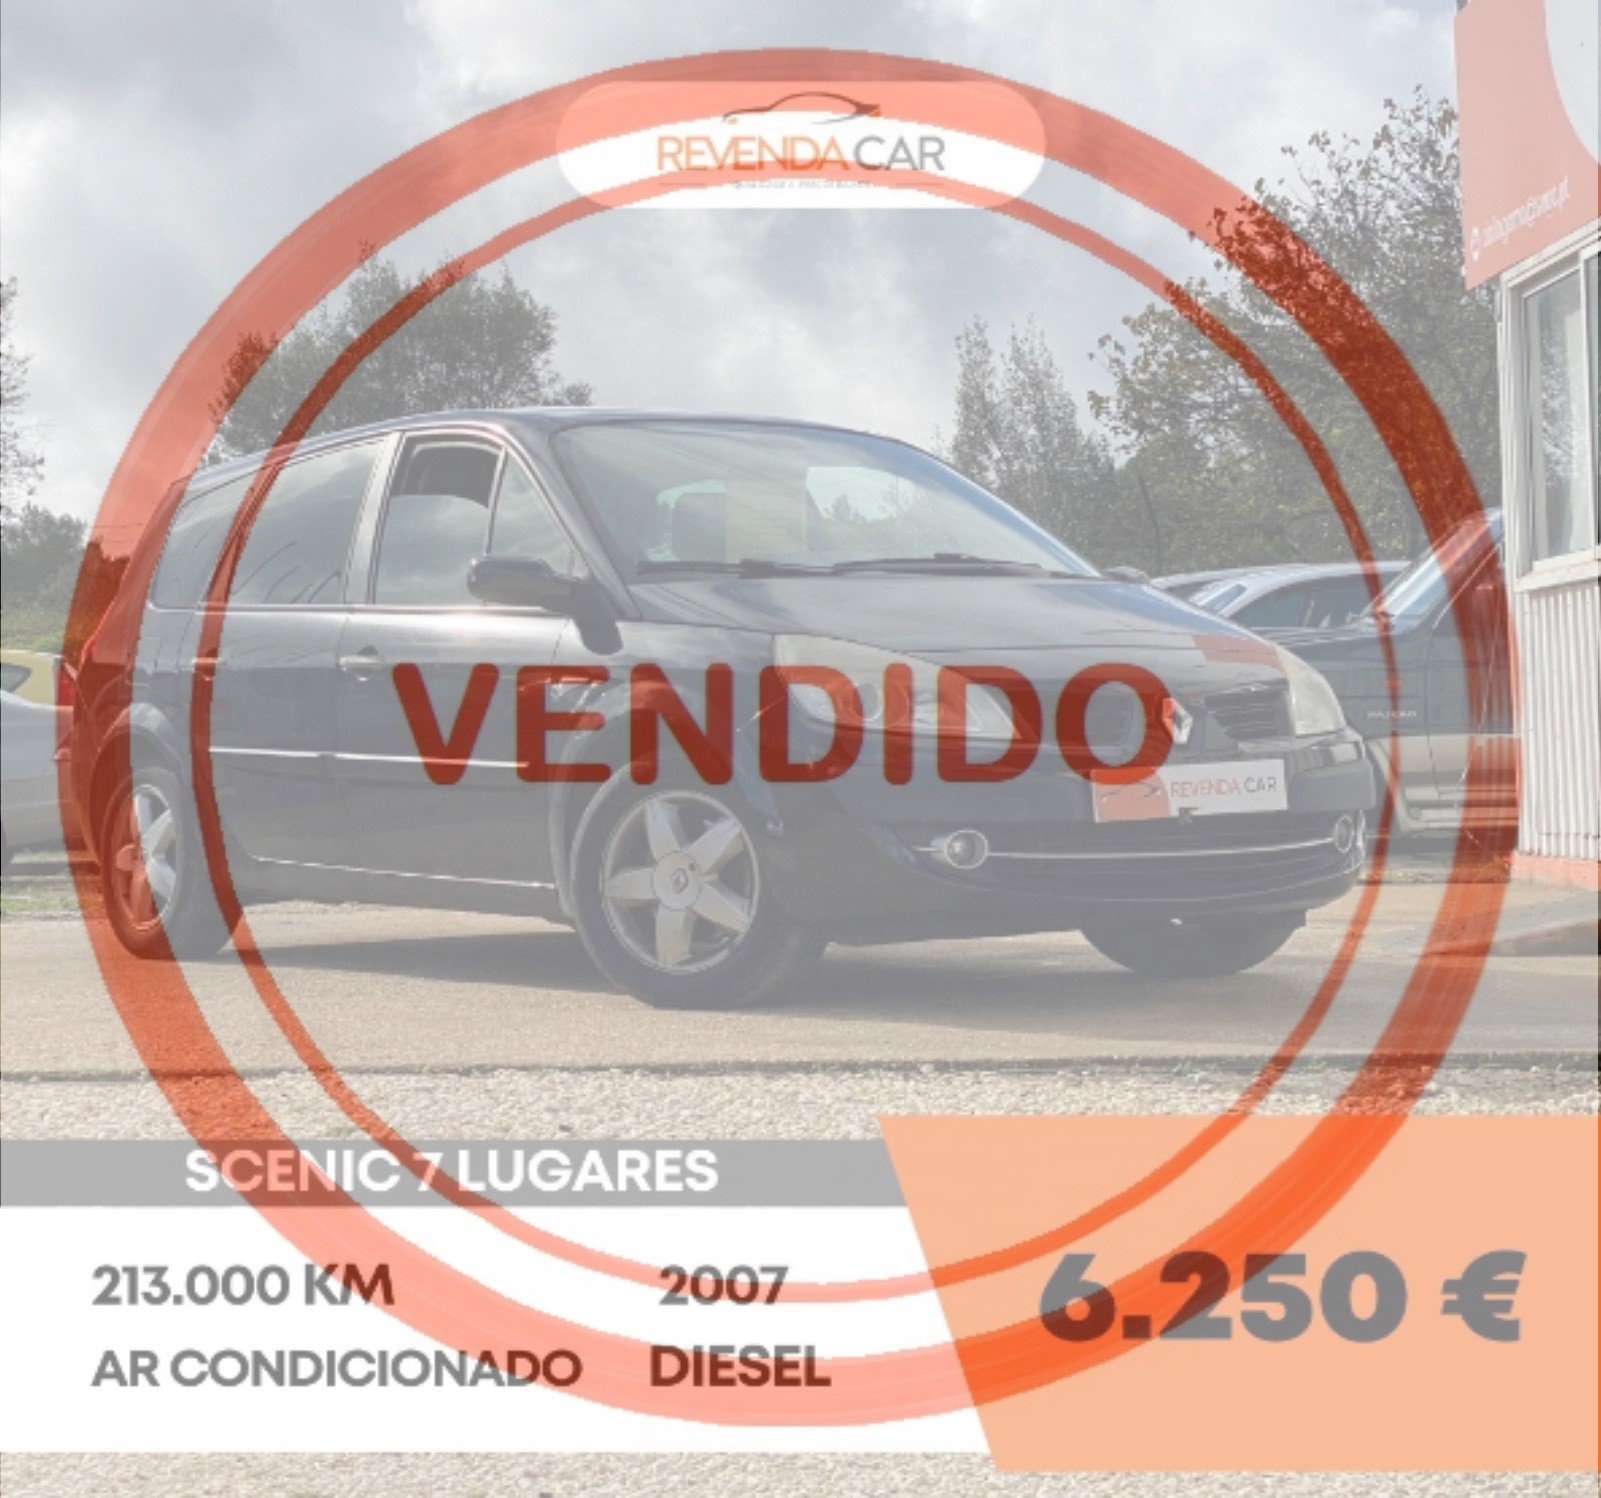 REVENDA CAR
VENDIDO
REVENDA CAR
SCENIC 7 LUGARES
213.000 KM
2007
6.250 €
AR CONDICIONADO
DIESEL